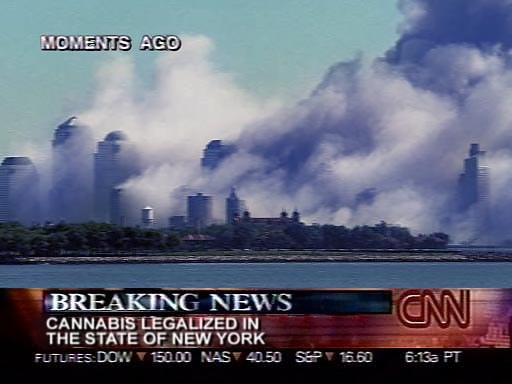 MOMENTS AGO
BREAKING NEWS
CNN
CANNABIS LEGALIZED IN
THE STATE OF NEW YORK
FUTURES: DOW ▼ 150.00 NAS ▼ 40.50 S&P ▼ 16.60 6:13a PT